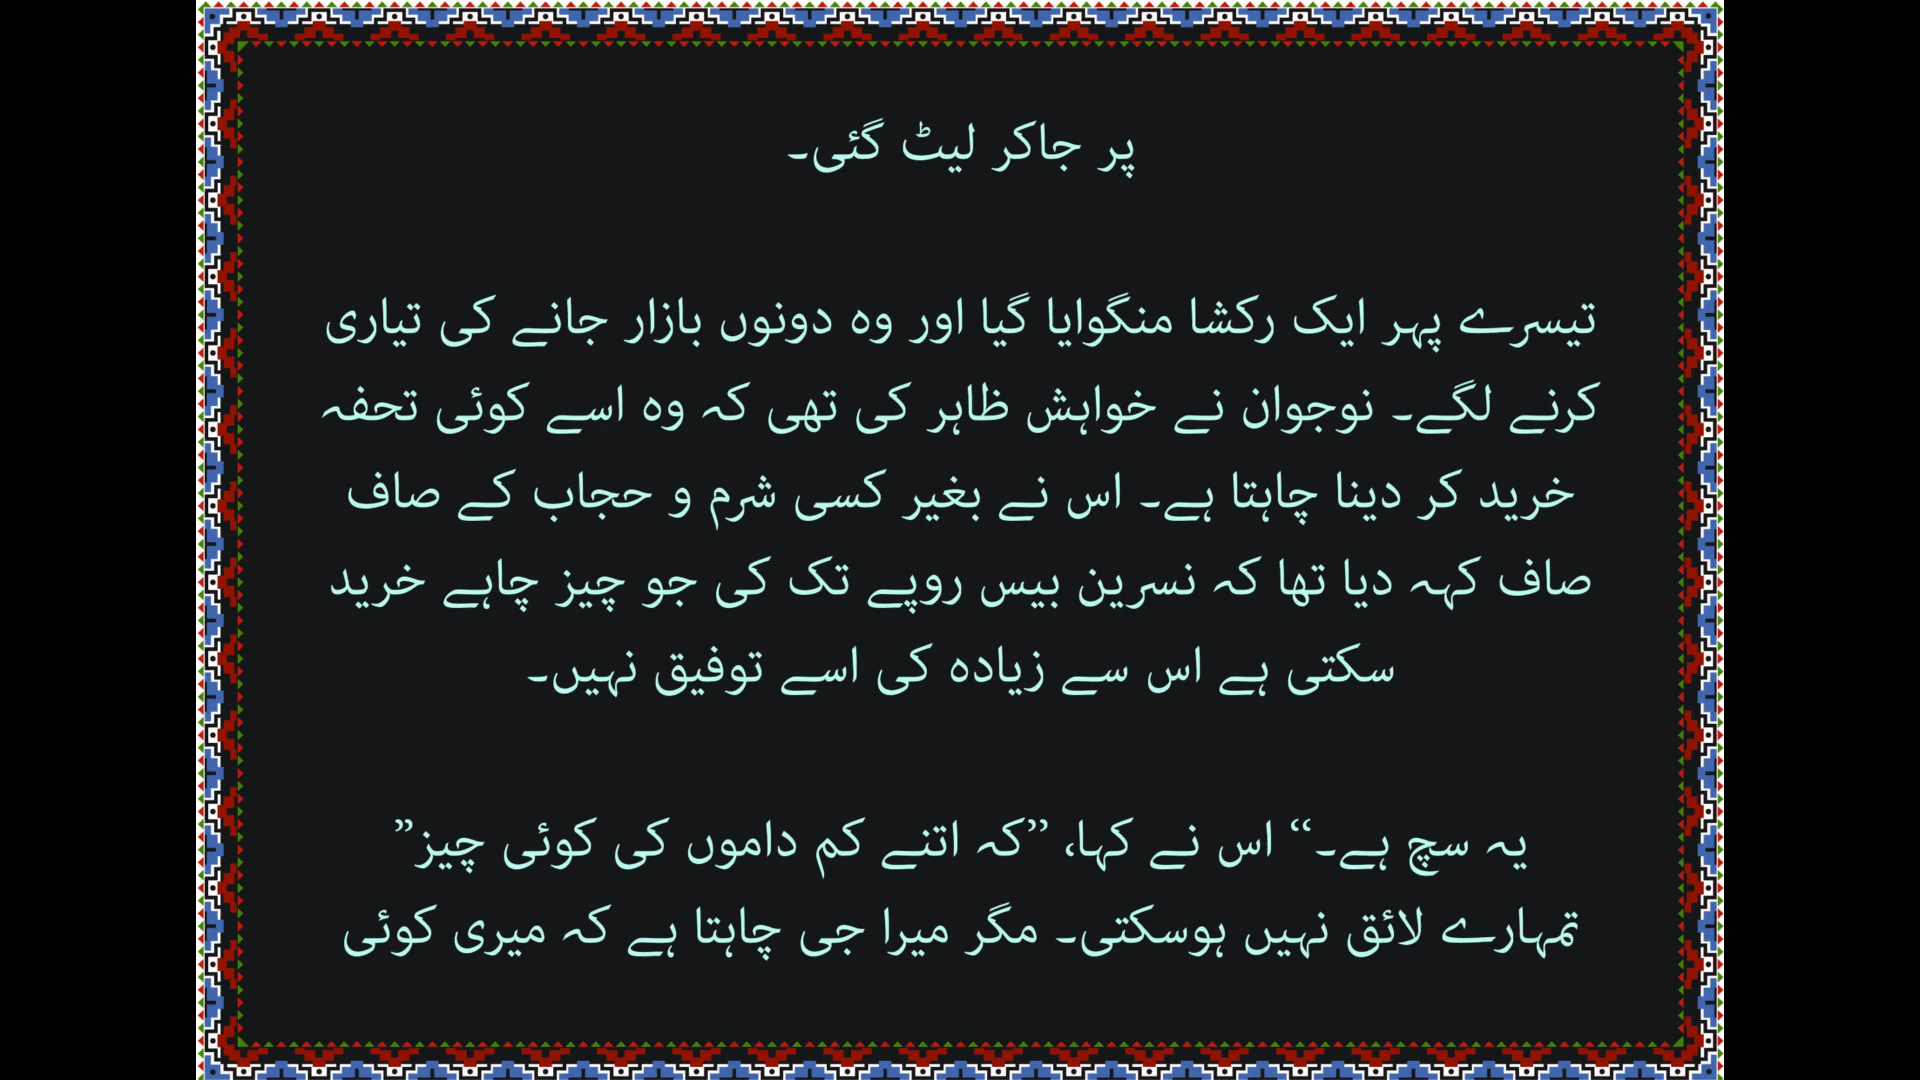 پر جاکر لیٹ گئی۔
تیسرے پہر ایک رکشا منگوایا گیا اور وہ دونوں بازار جانے کی تیاری
کرنے لگے۔ نوجوان نے خواہش ظاہر کی تھی کہ وہ اسے کوئی تحفہ
خرید کر دینا چاہتا ہے۔ اس نے بغیر کسی شرم و حجاب کے صاف
صاف کہہ دیا تھا کہ نسرین بیس روپے تک کی جو چیز چاہے خرید
سکتی ہے اس سے زیادہ کی اسے توفیق نہیں۔
یہ سچ ہے۔“ اس نے کہا، ”کہ اتنے کم داموں کی کوئی چیز”
تمہارے لائق نہیں ہوسکتی۔ مگر میرا جی چاہتا ہے کہ میری کوئی